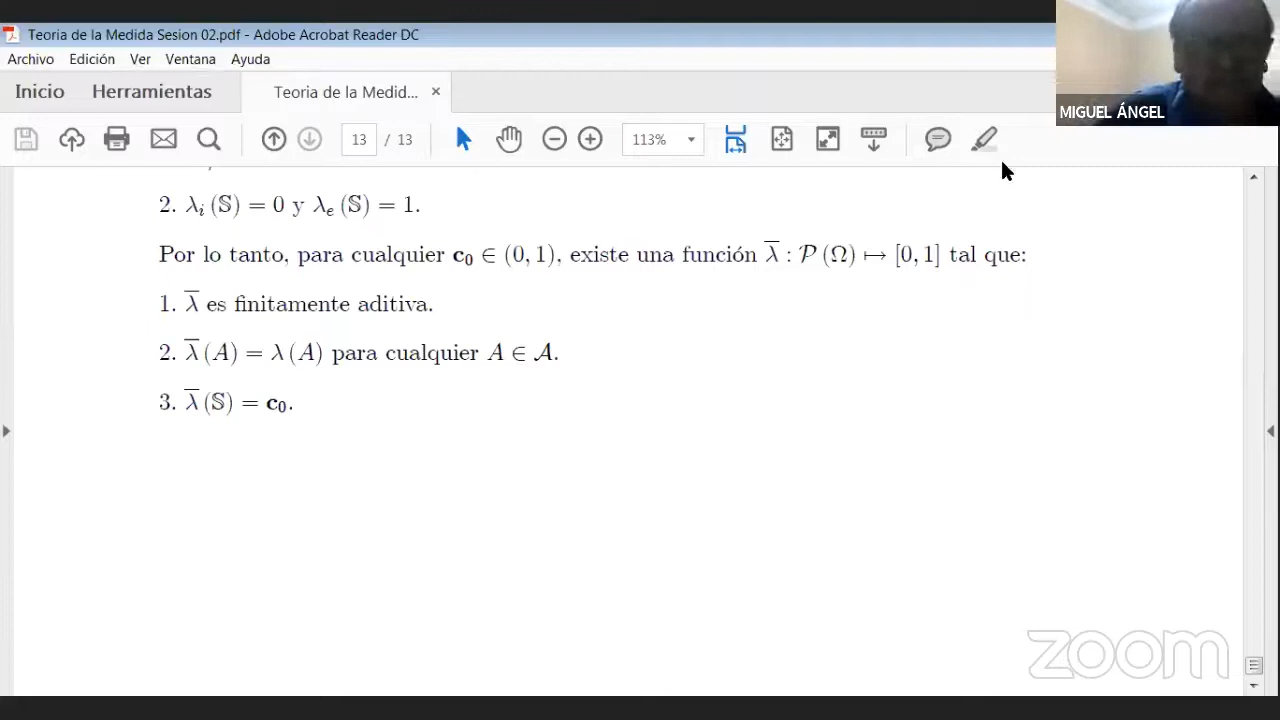 Teoria de la Medida Sesion 02.pdf - Adobe Acrobat Reader DC
Archivo Edición Ver Ventana Ayuda
Inicio Herramientas Teoria de la Medid... ×
13 / 13 113%
MIGUEL ÁNGEL
2. λᵢ (𝕊) = 0 y λₑ (𝕊) = 1.
Por lo tanto, para cualquier c₀ ∈ (0, 1), existe una función λ̅ : 𝒫 (Ω) ↦ [0, 1] tal que:
1. λ̅ es finitamente aditiva.
2. λ̅ (A) = λ (A) para cualquier A ∈ 𝒜.
3. λ̅ (𝕊) = c₀.
zoom